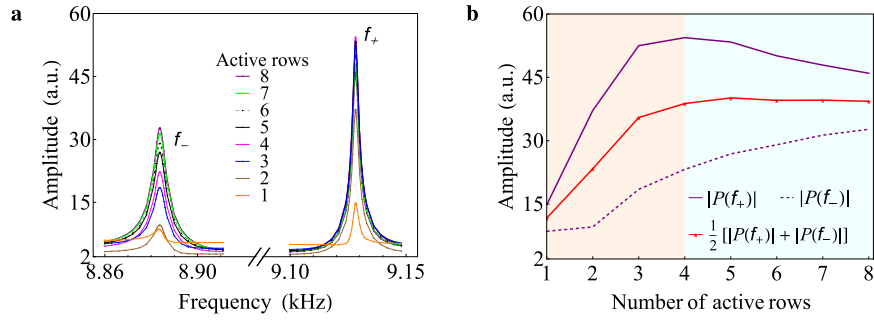 a
Amplitude (a.u.)
60
45
30
15
2
8.86
8.90
9.10
9.15
Frequency (kHz)
f₋
f₊
Active rows
8
7
6
5
4
3
2
1
b
Amplitude (a.u.)
60
45
30
15
2
1
2
3
4
5
6
7
8
Number of active rows
|P(f₊)|
|P(f₋)|
1/2 [|P(f₊)| + |P(f₋)|]